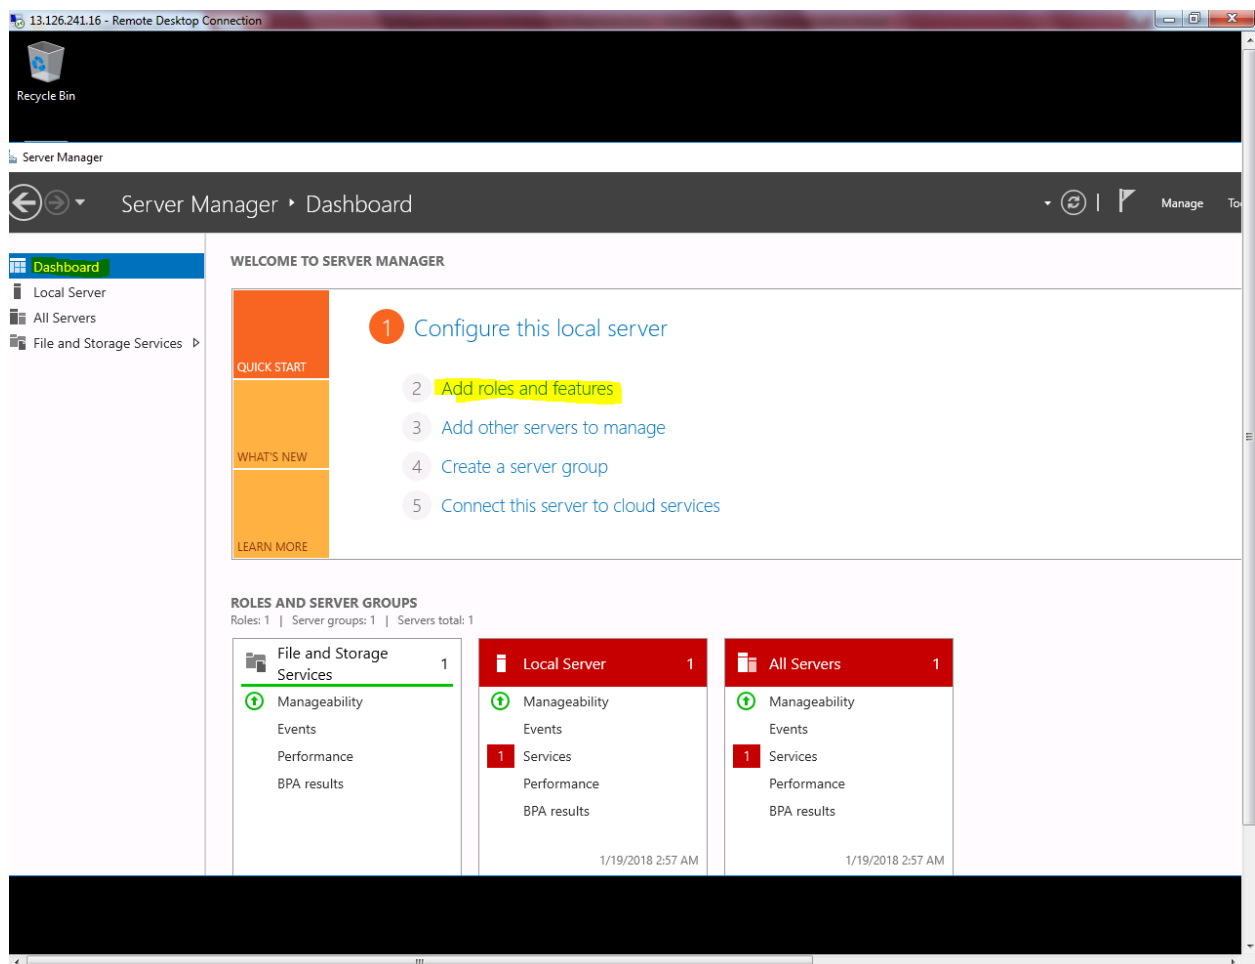 13.126.241.16 - Remote Desktop Connection
Recycle Bin
Server Manager
Server Manager • Dashboard
Manage
Dashboard
Local Server
All Servers
File and Storage Services
WELCOME TO SERVER MANAGER
QUICK START
WHAT'S NEW
LEARN MORE
1 Configure this local server
2 Add roles and features
3 Add other servers to manage
4 Create a server group
5 Connect this server to cloud services
ROLES AND SERVER GROUPS
Roles: 1 | Server groups: 1 | Servers total: 1
File and Storage
Services
1
Manageability
Events
Performance
BPA results
Local Server 1
Manageability
Events
1 Services
Performance
BPA results
1/19/2018 2:57 AM
All Servers 1
Manageability
Events
1 Services
Performance
BPA results
1/19/2018 2:57 AM